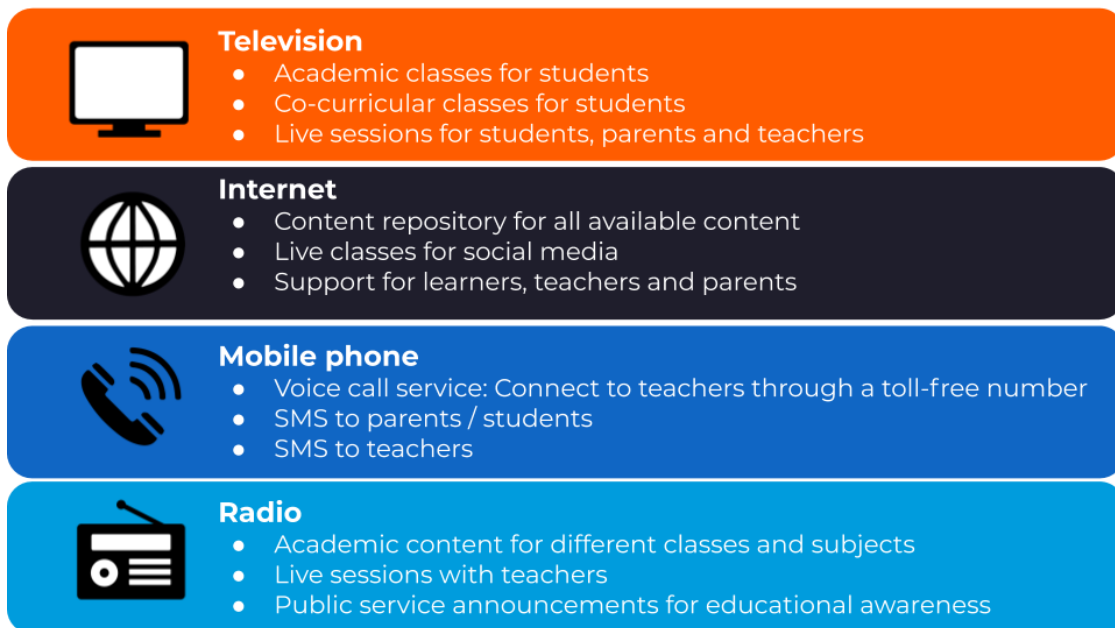 Television
● Academic classes for students
● Co-curricular classes for students
● Live sessions for students, parents and teachers
Internet
● Content repository for all available content
● Live classes for social media
● Support for learners, teachers and parents
Mobile phone
● Voice call service: Connect to teachers through a toll-free number
● SMS to parents / students
● SMS to teachers
Radio
● Academic content for different classes and subjects
● Live sessions with teachers
● Public service announcements for educational awareness